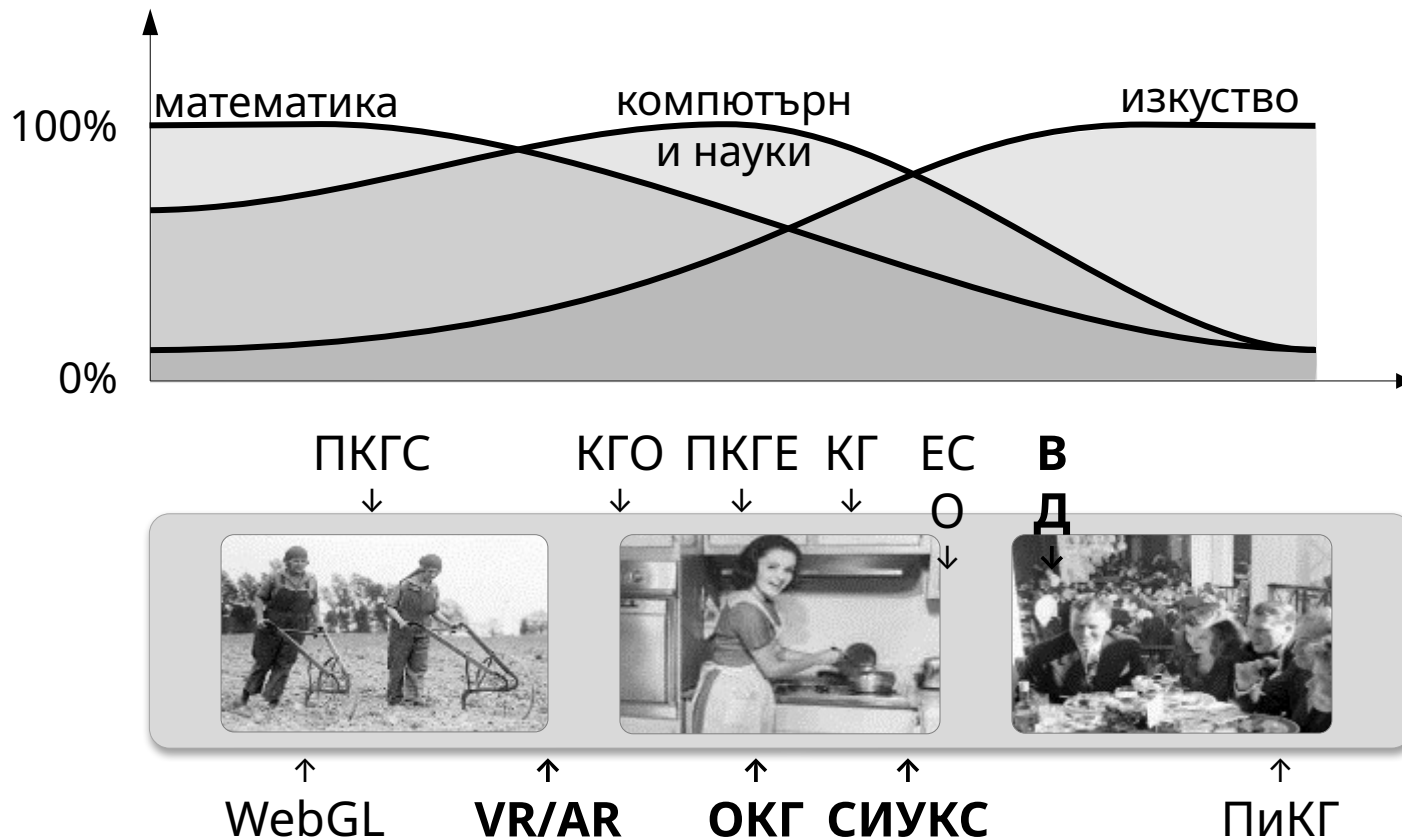 математика
компютърн
и науки
изкуство
100%
0%
ПКГС
КГО
ПКГЕ
КГ
ЕС
О
В
Д
WebGL
VR/AR
ОКГ
СИУКС
ПиКГ